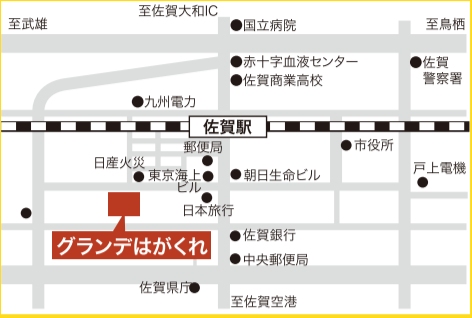 至佐賀大和IC
至武雄
国立病院
至鳥栖
赤十字血液センター
佐賀
警察署
佐賀商業高校
九州電力
佐賀駅
郵便局
市役所
日産火災
東京海上
ビル
朝日生命ビル
戸上電機
日本旅行
グランデはがくれ
佐賀銀行
中央郵便局
佐賀県庁
至佐賀空港